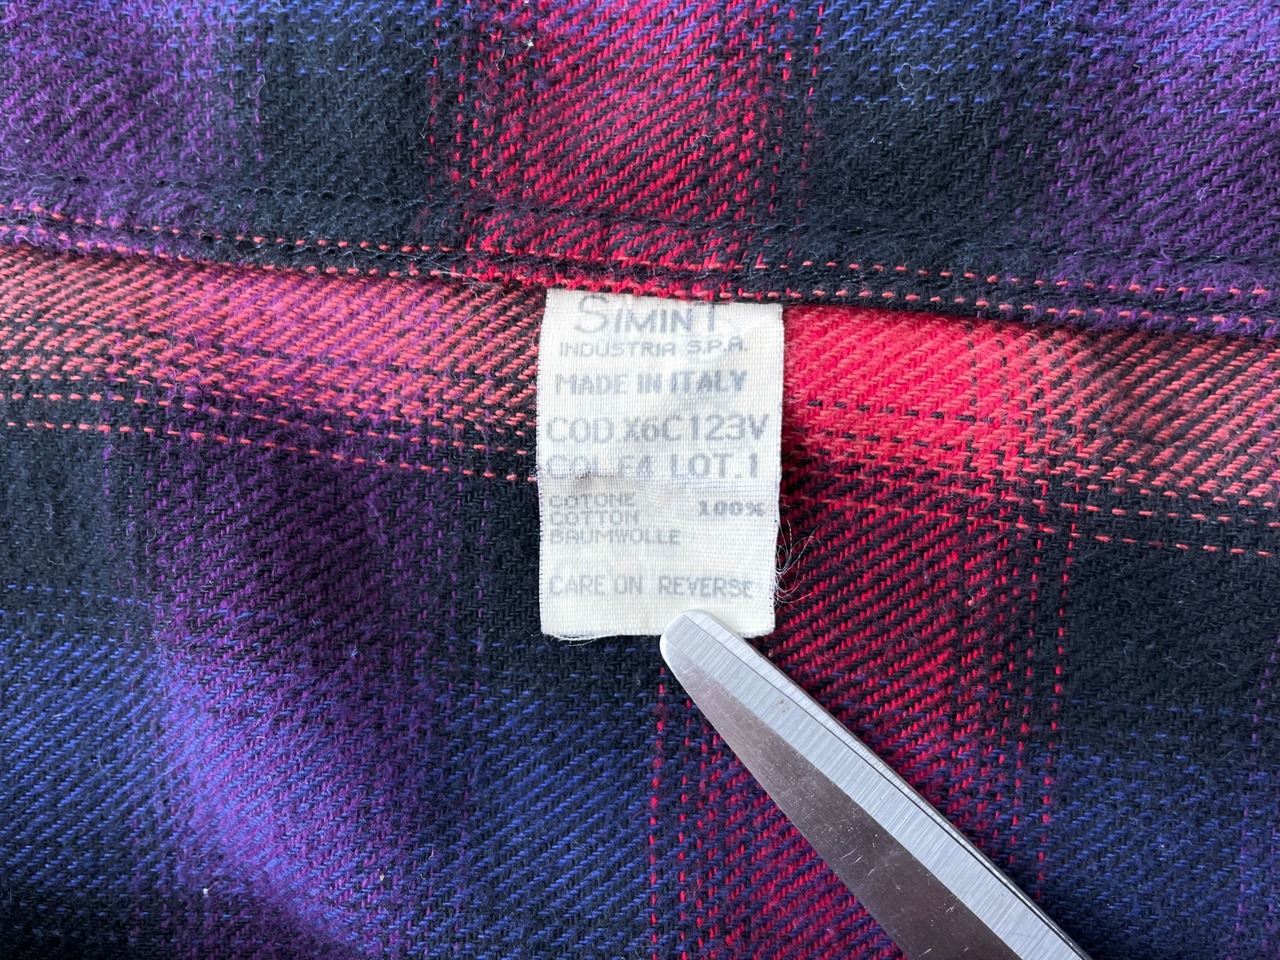 SIMINT
INDUSTRIA S.P.A.
MADE IN ITALY
COD X6C123V
COL F4 LOT.1
COTONE
COTTON 100%
BAUMWOLLE
CARE ON REVERSE